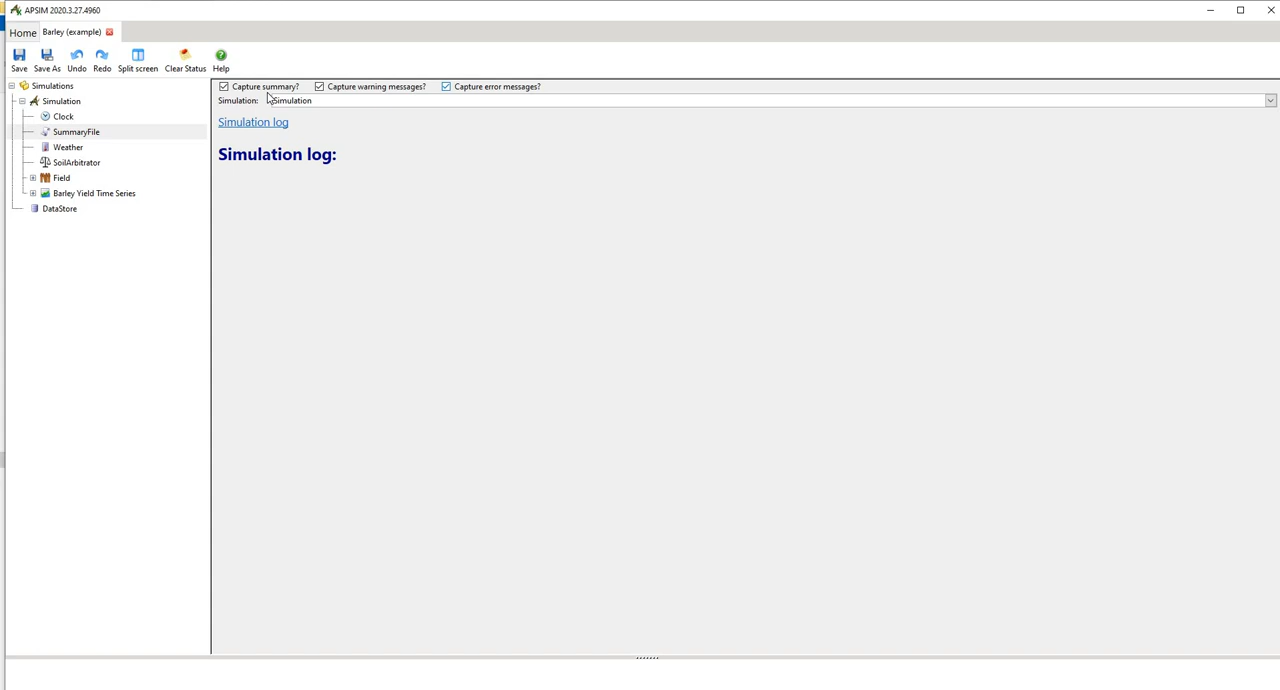 APSIM 2020.3.27.4960
Home Barley (example)
Save Save As Undo Redo Split screen Clear Status Help
Simulations
Simulation
Clock
SummaryFile
Weather
SoilArbitrator
Field
Barley Yield Time Series
DataStore
Capture summary? Capture warning messages? Capture error messages?
Simulation: Simulation
Simulation log
Simulation log: